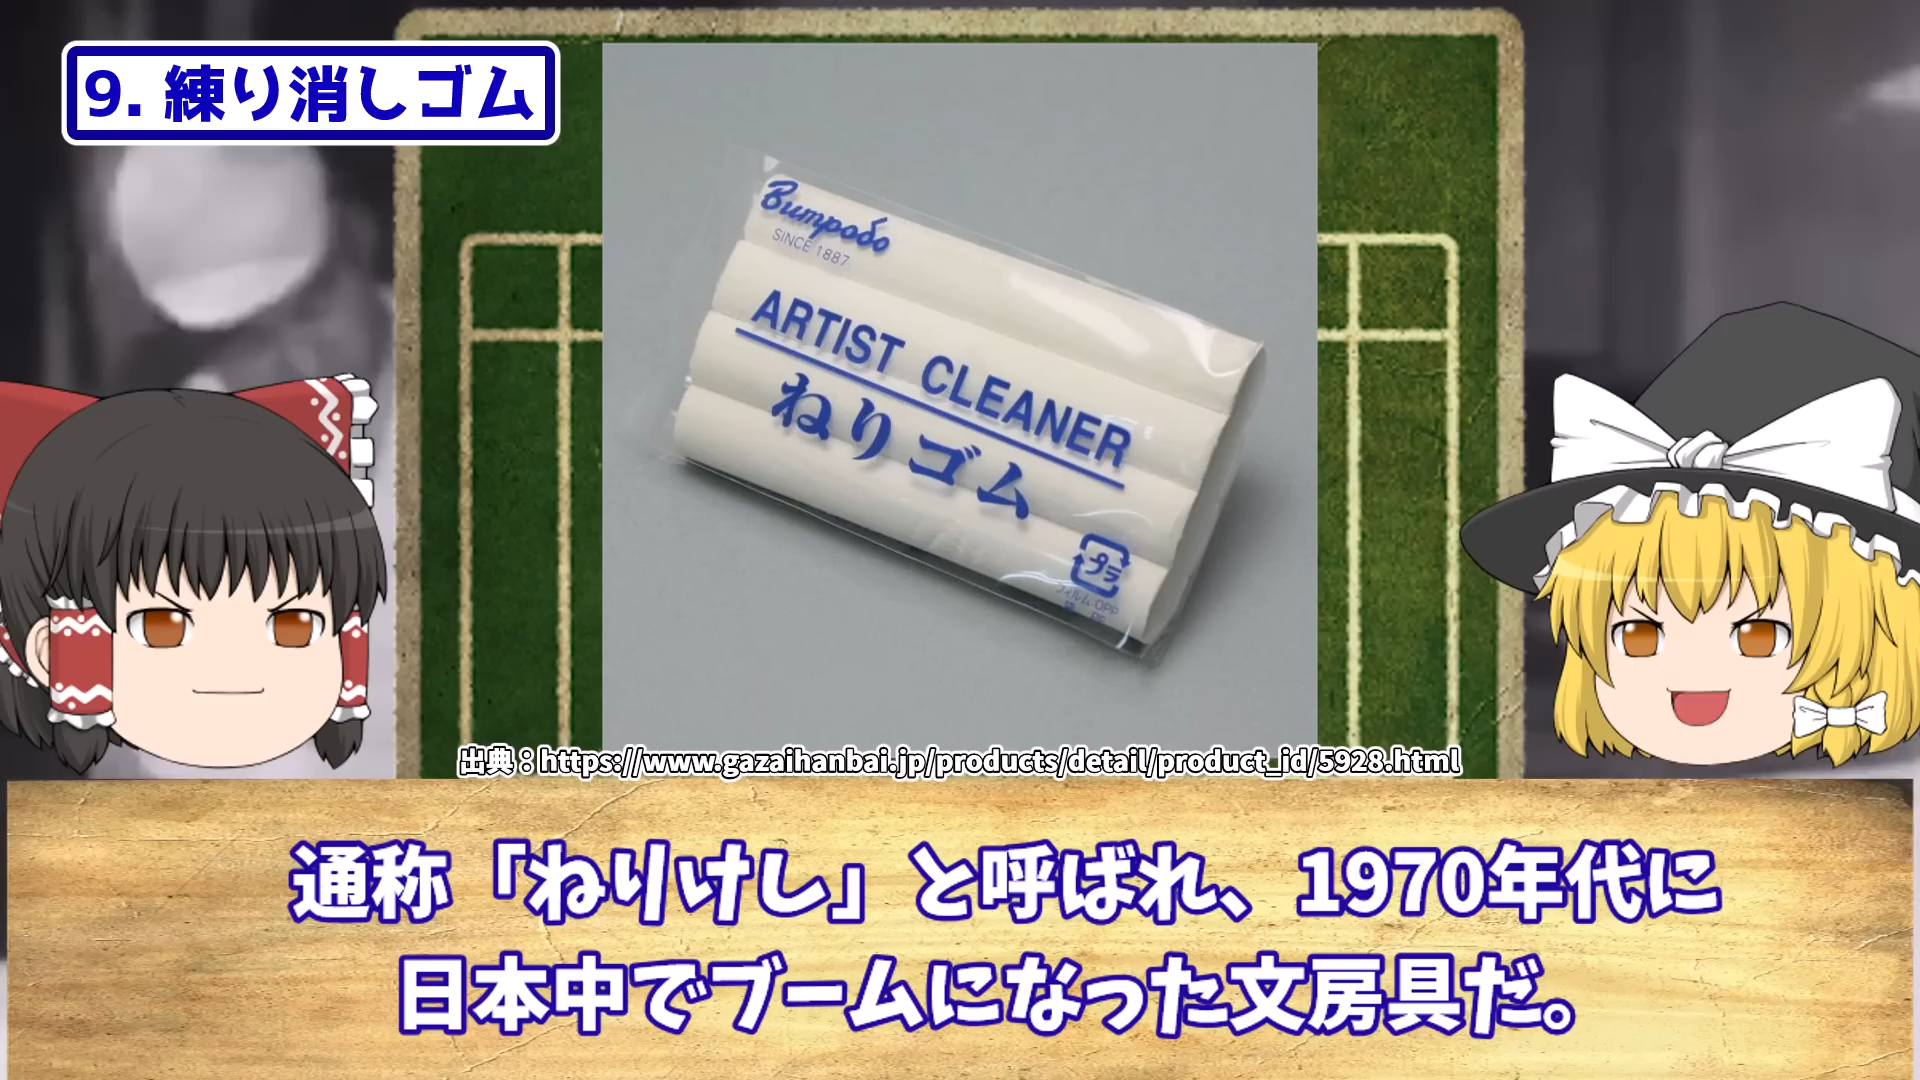 9. 練り消しゴム
Bumpodo
SINCE 1887
ARTIST CLEANER
ねりゴム
プラ
出典：https://www.gazaihanbai.jp/products/detail/product_id/5928.html
通称「ねりけし」と呼ばれ、1970年代に
日本中でブームになった文房具だ。